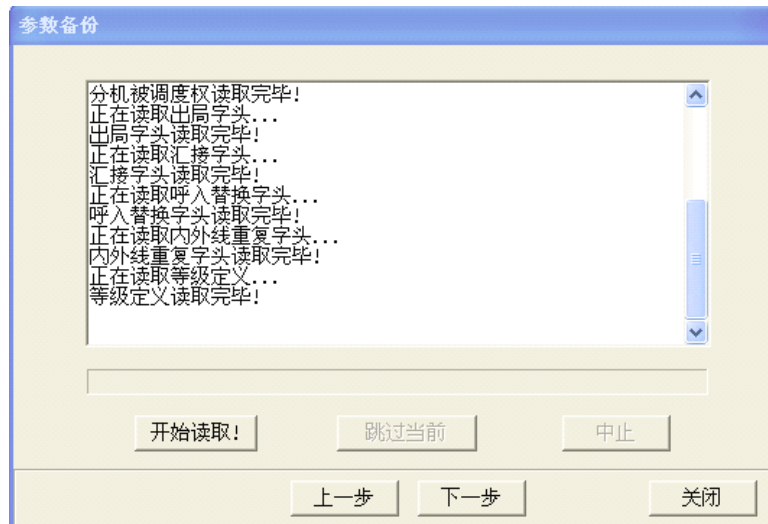 参数备份
分机被调度权读取完毕!
正在读取出局字头...
出局字头读取完毕!
正在读取汇接字头...
汇接字头读取完毕!
正在读取呼入替换字头...
呼入替换字头读取完毕!
正在读取内外线重复字头...
内外线重复字头读取完毕!
正在读取等级定义...
等级定义读取完毕!
开始读取! 跳过当前 中止
上一步 下一步 关闭